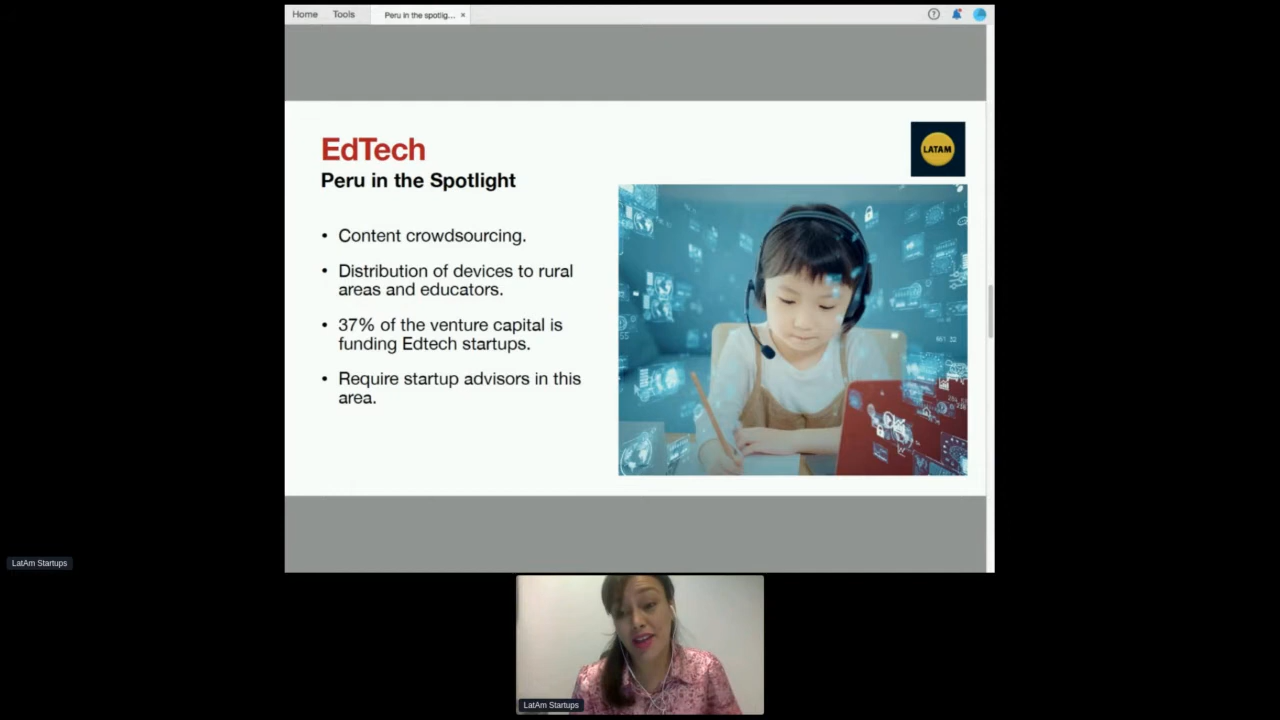 Home Tools Peru in the spotlig... ×
EdTech
LATAM
Peru in the Spotlight
• Content crowdsourcing.
• Distribution of devices to rural
areas and educators.
• 37% of the venture capital is
funding Edtech startups.
• Require startup advisors in this
area.
LatAm Startups
LatAm Startups